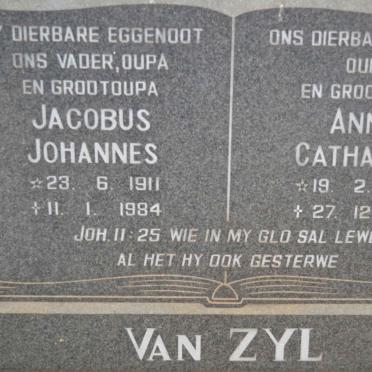 DIERBARE EGGENOOT
ONS VADER, OUPA
EN GROOTOUPA
JACOBUS
JOHANNES
☆23. 6. 1911
✝11. 1. 1984
ONS DIERBA
OU
EN GROO
ANN
CATHA
☆19. 2.
✝27. 12
JOH. 11:25 WIE IN MY GLO SAL LEWE
AL HET HY OOK GESTERWE
VAN ZYL